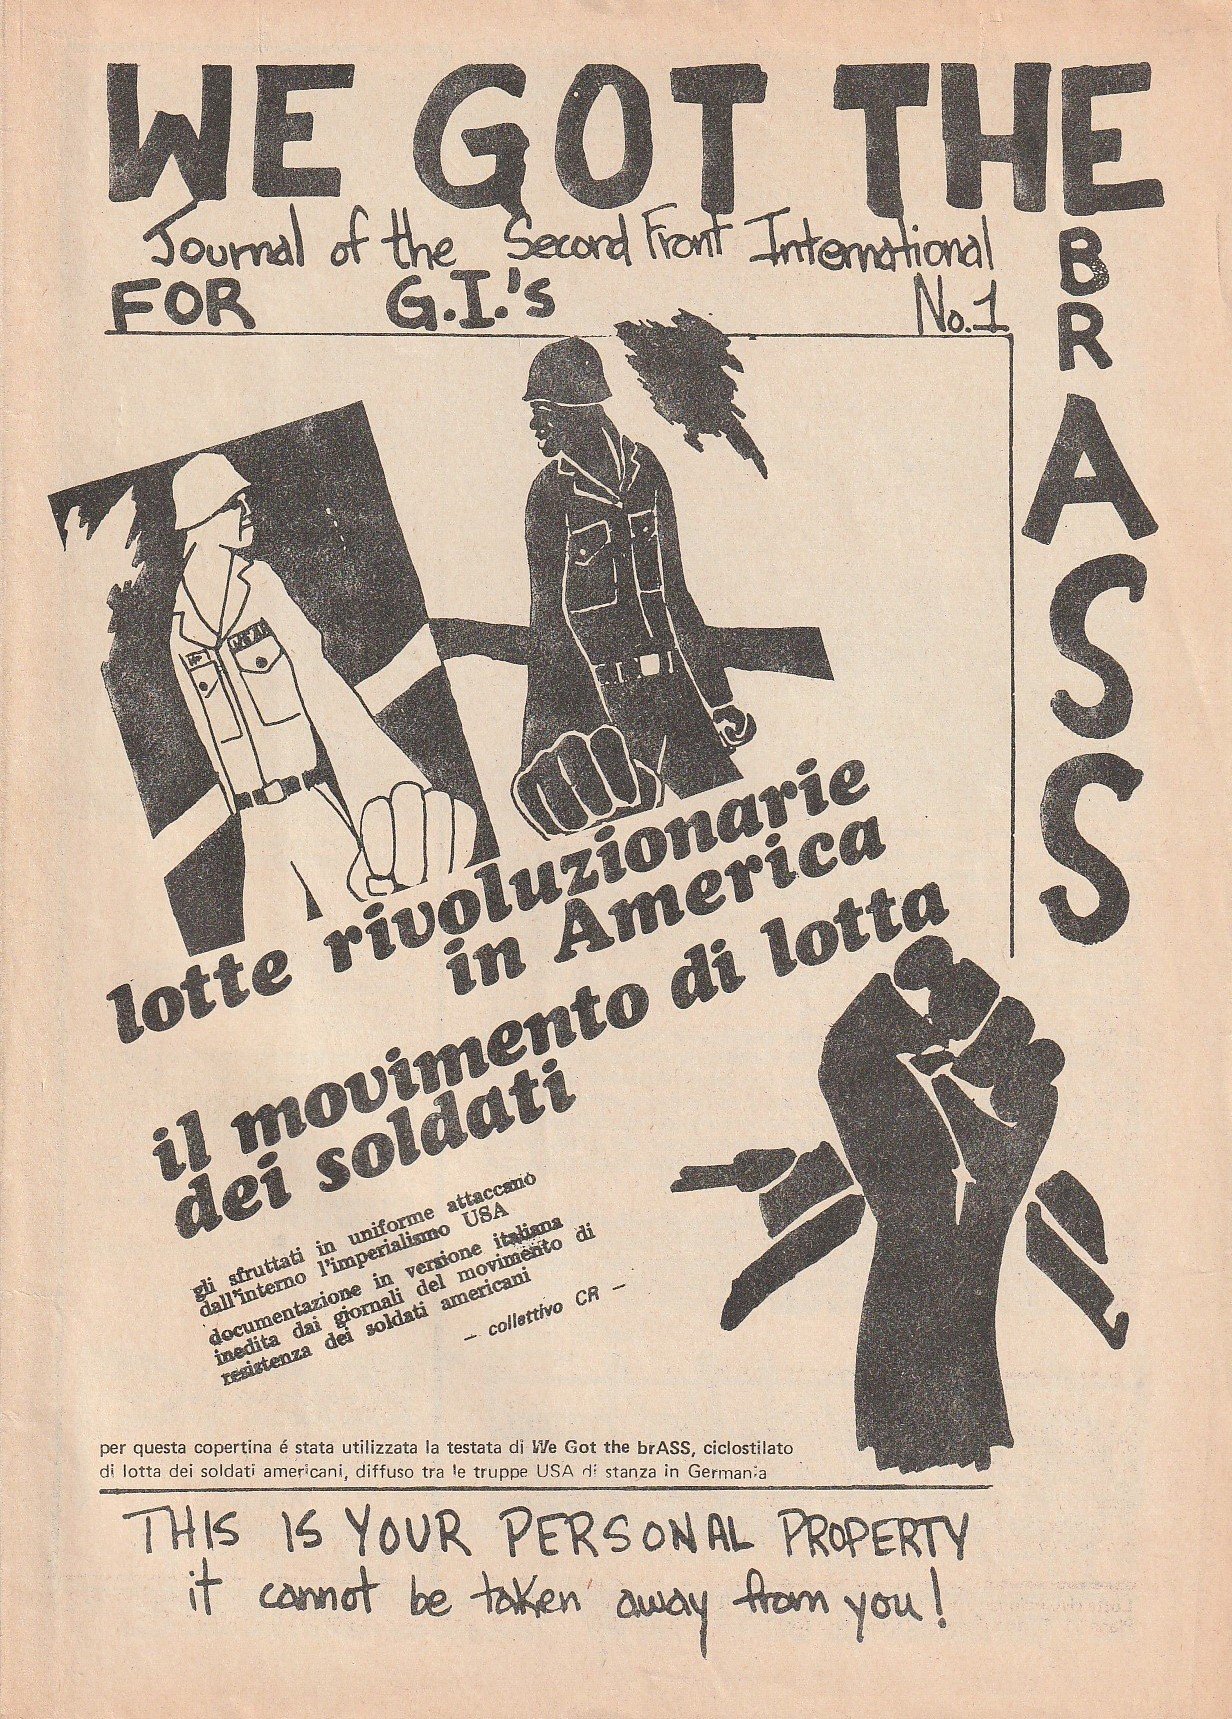 WE GOT THE
BRASS
Journal of the Second Front International
FOR G.I.'s No.1
lotte rivoluzionarie
in America
il movimento di lotta
dei soldati
gli sfruttati in uniforme attaccano
dall'interno l'imperialismo USA
documentazione in versione italiana
inedita dai giornali del movimento di
resistenza dei soldati americani
— collettivo CR —
per questa copertina é stata utilizzata la testata di We Got the brASS, ciclostilato
di lotta dei soldati americani, diffuso tra le truppe USA di stanza in Germania
THIS IS YOUR PERSONAL PROPERTY
it cannot be taken away from you!